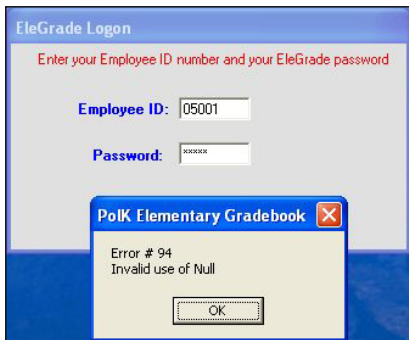 EleGrade Logon
Enter your Employee ID number and your EleGrade password
Employee ID: 05001
Password: xxxxx
PolK Elementary Gradebook
Error # 94
Invalid use of Null
OK